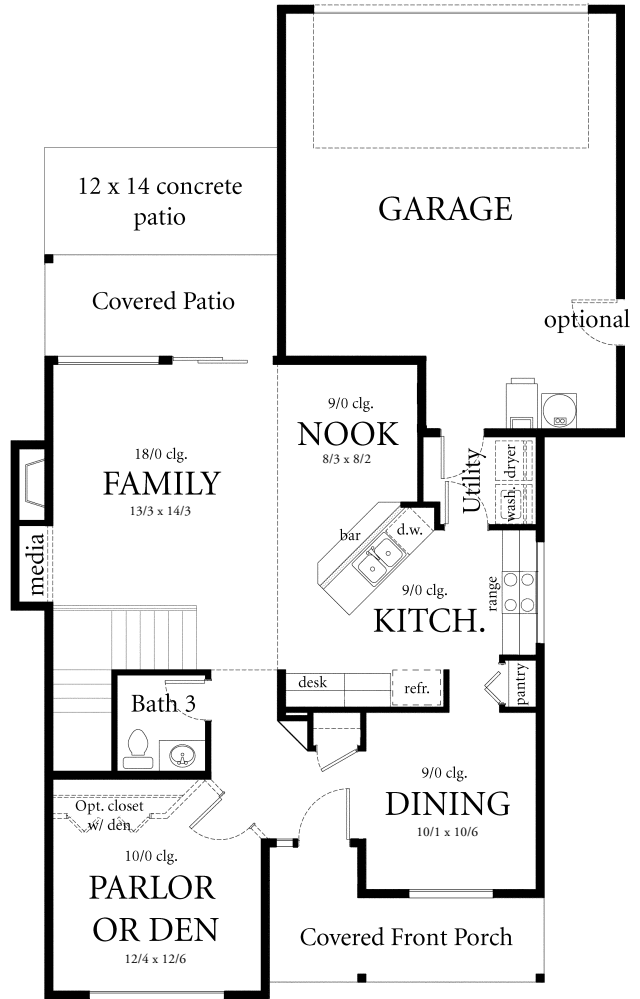 12 x 14 concrete
patio
GARAGE
Covered Patio
optional
9/0 clg.
NOOK
8/3 x 8/2
18/0 clg.
FAMILY
13/3 x 14/3
Utility
dryer
wash.
media
bar
d.w.
9/0 clg.
KITCH.
range
desk
refr.
pantry
Bath 3
9/0 clg.
DINING
10/1 x 10/6
Opt. closet
w/ den
10/0 clg.
PARLOR
OR DEN
12/4 x 12/6
Covered Front Porch